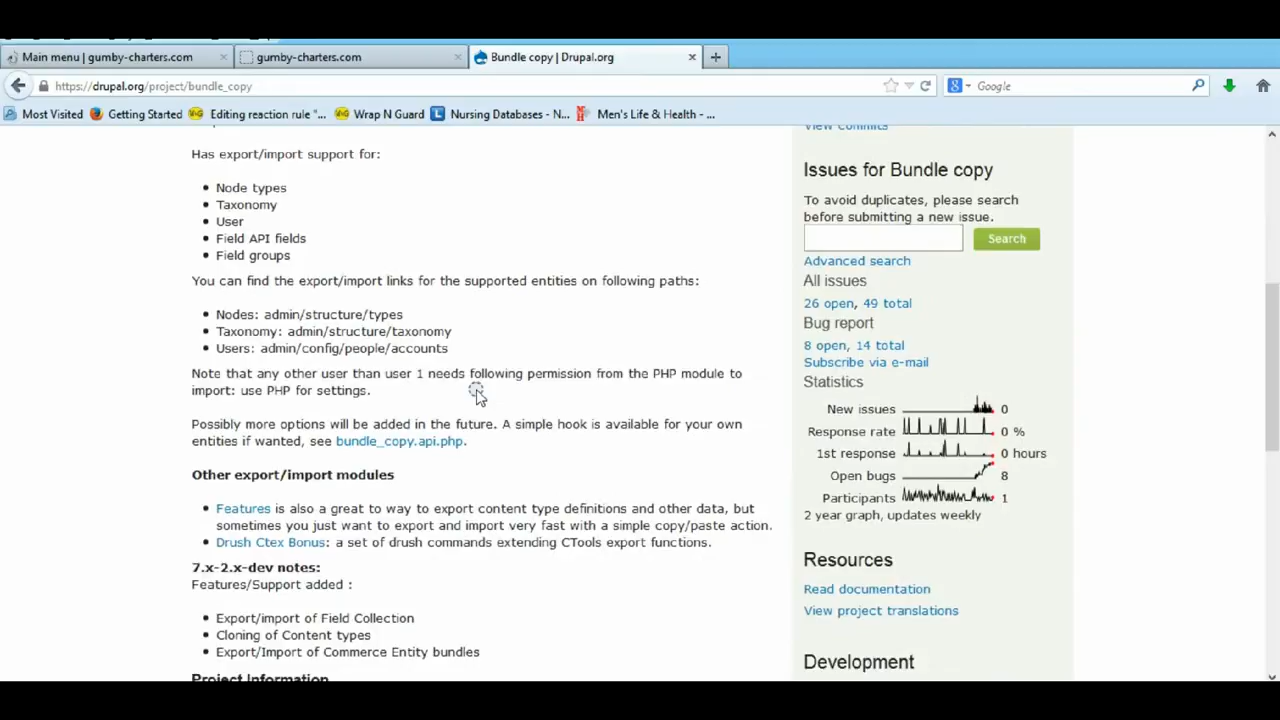 Main menu | gumby-charters.com
gumby-charters.com
Bundle copy | Drupal.org
https://drupal.org/project/bundle_copy
Google
Most Visited
Getting Started
Editing reaction rule "...
Wrap N Guard
Nursing Databases - N...
Men's Life & Health - ...
Has export/import support for:
• Node types
• Taxonomy
• User
• Field API fields
• Field groups
You can find the export/import links for the supported entities on following paths:
• Nodes: admin/structure/types
• Taxonomy: admin/structure/taxonomy
• Users: admin/config/people/accounts
Note that any other user than user 1 needs following permission from the PHP module to
import: use PHP for settings.
Possibly more options will be added in the future. A simple hook is available for your own
entities if wanted, see bundle_copy.api.php.
Other export/import modules
• Features is also a great to way to export content type definitions and other data, but
sometimes you just want to export and import very fast with a simple copy/paste action.
• Drush Ctex Bonus: a set of drush commands extending CTools export functions.
7.x-2.x-dev notes:
Features/Support added :
• Export/import of Field Collection
• Cloning of Content types
• Export/Import of Commerce Entity bundles
Project Information
View commits
Issues for Bundle copy
To avoid duplicates, please search
before submitting a new issue.
Search
Advanced search
All issues
26 open, 49 total
Bug report
8 open, 14 total
Subscribe via e-mail
Statistics
New issues 0
Response rate 0 %
1st response 0 hours
Open bugs 8
Participants 1
2 year graph, updates weekly
Resources
Read documentation
View project translations
Development